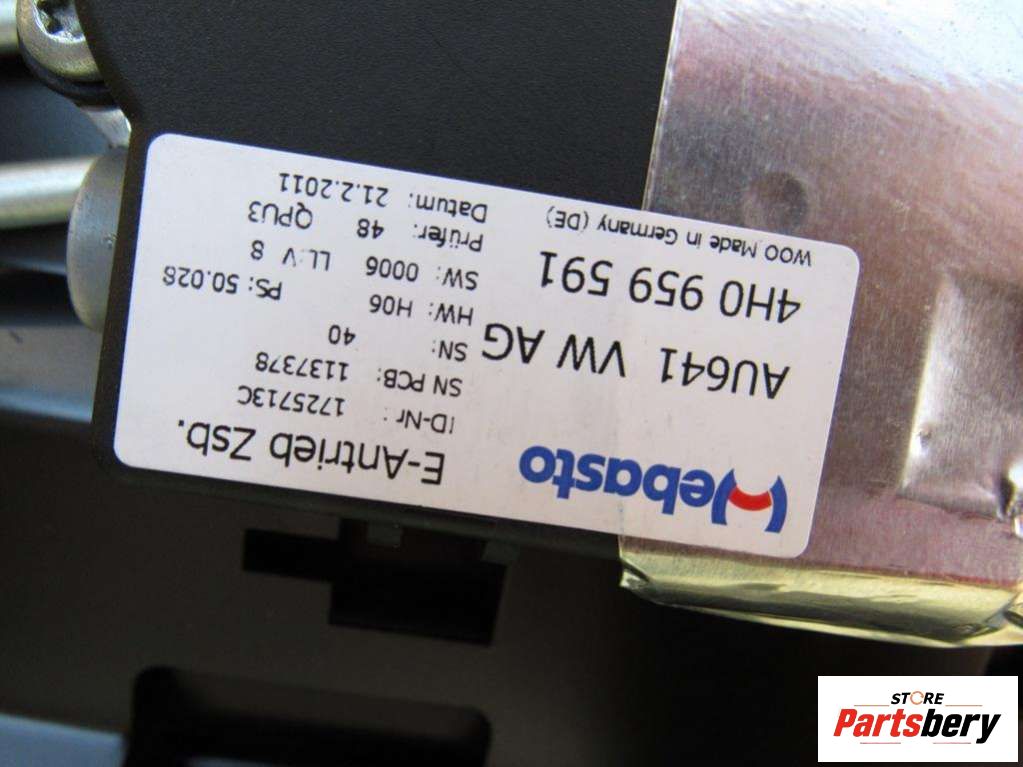 Webasto
E-Antrieb Zsb.
ID-Nr: 1725713C
AU641 VW AG
SN PCB: 1137378
SN: 40
4H0 959 591
HW: H06 PS: 50.026
SW: 0006 LL:V 8
WOO Made in Germany (DE)
Prüfer: 48 QPU3
Datum: 21.2.2011
STORE
Partsbery